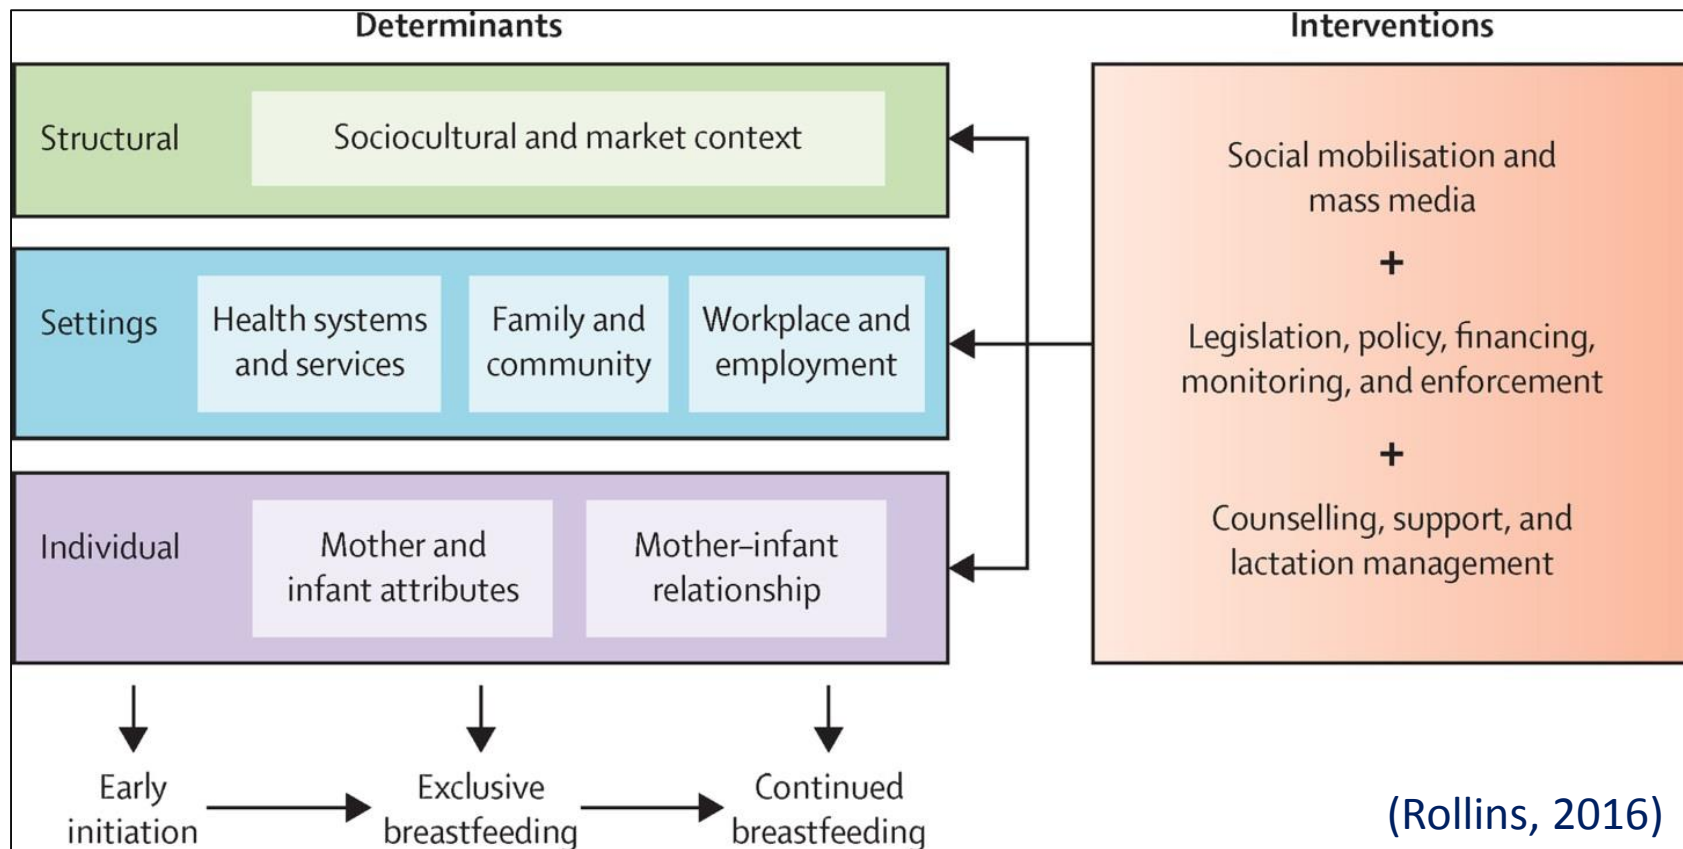 Determinants
Interventions
Structural
Sociocultural and market context
Settings
Health systems
and services
Family and
community
Workplace and
employment
Individual
Mother and
infant attributes
Mother–infant
relationship
Social mobilisation and
mass media
+
Legislation, policy, financing,
monitoring, and enforcement
+
Counselling, support, and
lactation management
Early
initiation
Exclusive
breastfeeding
Continued
breastfeeding
(Rollins, 2016)